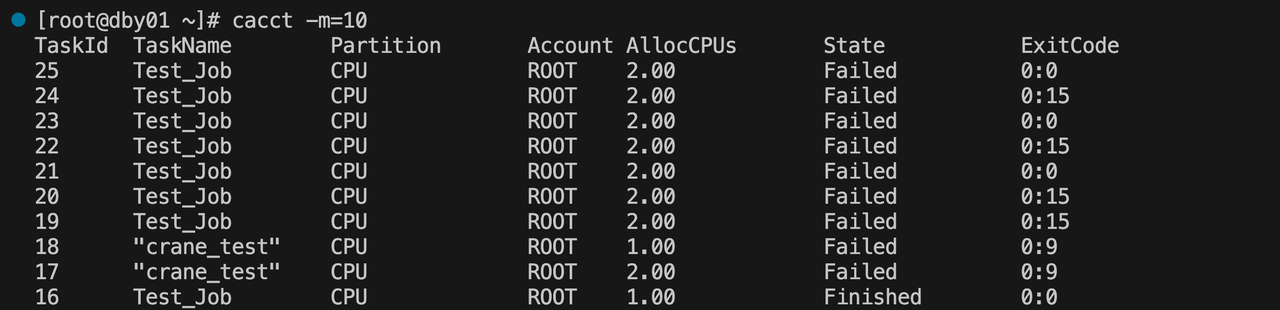 [root@dby01 ~]# cacct -m=10
TaskId TaskName Partition Account AllocCPUs State ExitCode
25 Test_Job CPU ROOT 2.00 Failed 0:0
24 Test_Job CPU ROOT 2.00 Failed 0:15
23 Test_Job CPU ROOT 2.00 Failed 0:0
22 Test_Job CPU ROOT 2.00 Failed 0:15
21 Test_Job CPU ROOT 2.00 Failed 0:0
20 Test_Job CPU ROOT 2.00 Failed 0:15
19 Test_Job CPU ROOT 2.00 Failed 0:15
18 "crane_test" CPU ROOT 1.00 Failed 0:9
17 "crane_test" CPU ROOT 2.00 Failed 0:9
16 Test_Job CPU ROOT 1.00 Finished 0:0